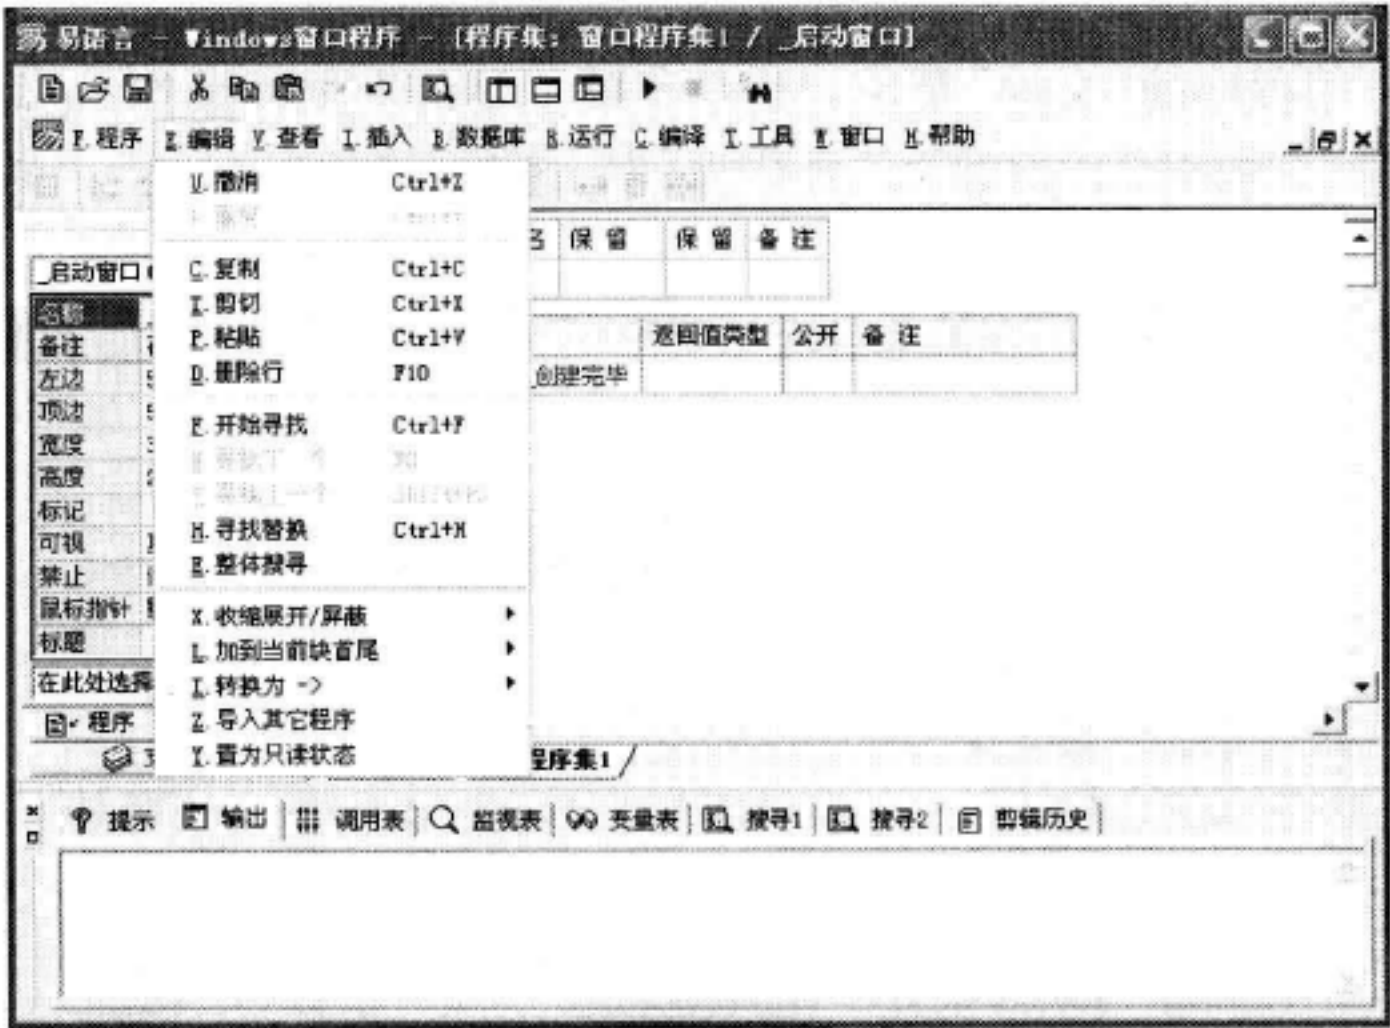 易语言 - Windows窗口程序 - [程序集: 窗口程序集1 / _启动窗口]
F.程序 E.编辑 V.查看 I.插入 B.数据库 R.运行 C.编译 T.工具 W.窗口 H.帮助
U.撤消 Ctrl+Z
C.复制 Ctrl+C
T.剪切 Ctrl+X
P.粘贴 Ctrl+V
D.删除行 F10
F.开始寻找 Ctrl+F
H.寻找替换 Ctrl+H
E.整体搜寻
X.收缩展开/屏蔽
L.加到当前块首尾
I.转换为 ->
Z.导入其它程序
Y.置为只读状态
名 保 留 保 留 备 注
返回值类型 公开 备 注
_创建完毕
_启动窗口
名称
备注
左边
顶边
宽度
高度
标记
可视
禁止
鼠标指针
标题
在此处选择
程序
程序集1
提示 输出 调用表 监视表 变量表 搜寻1 搜寻2 剪辑历史